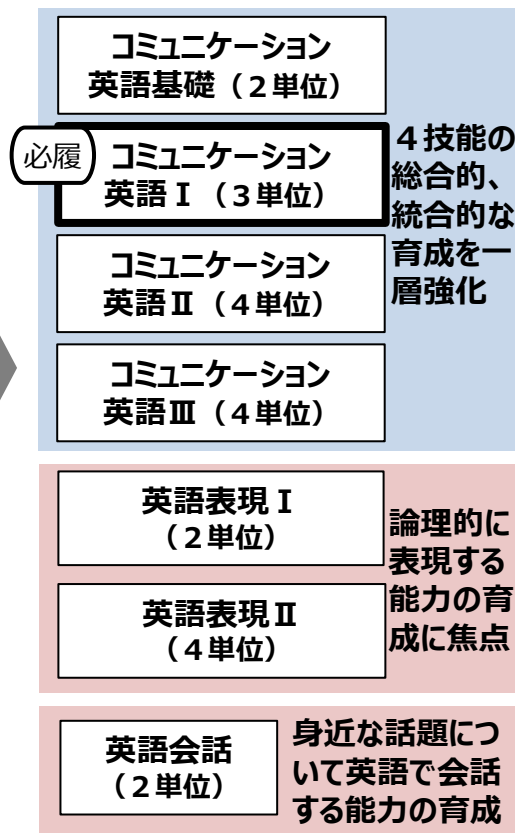 コミュニケーション
英語基礎（２単位）
必履
コミュニケーション
英語Ⅰ（３単位）
コミュニケーション
英語Ⅱ（４単位）
コミュニケーション
英語Ⅲ（４単位）
４技能の
総合的、
統合的な
育成を一
層強化
英語表現Ⅰ
（２単位）
英語表現Ⅱ
（４単位）
論理的に
表現する
能力の育
成に焦点
英語会話
（２単位）
身近な話題につ
いて英語で会話
する能力の育成